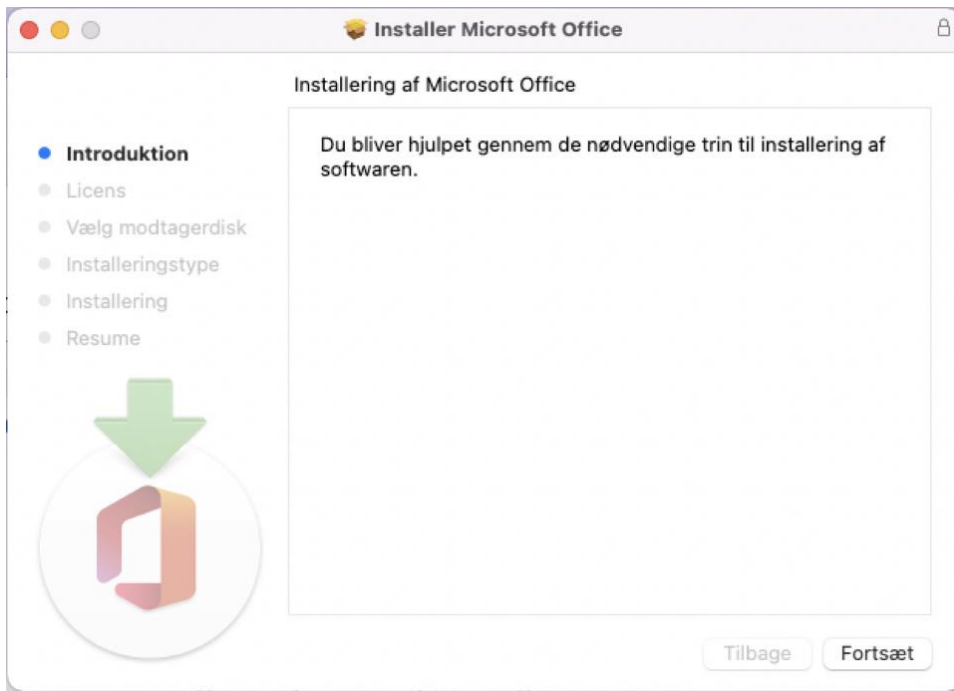 Installer Microsoft Office
Installering af Microsoft Office
Introduktion
Licens
Vælg modtagerdisk
Installeringstype
Installering
Resume
Du bliver hjulpet gennem de nødvendige trin til installering af
softwaren.
Tilbage
Fortsæt